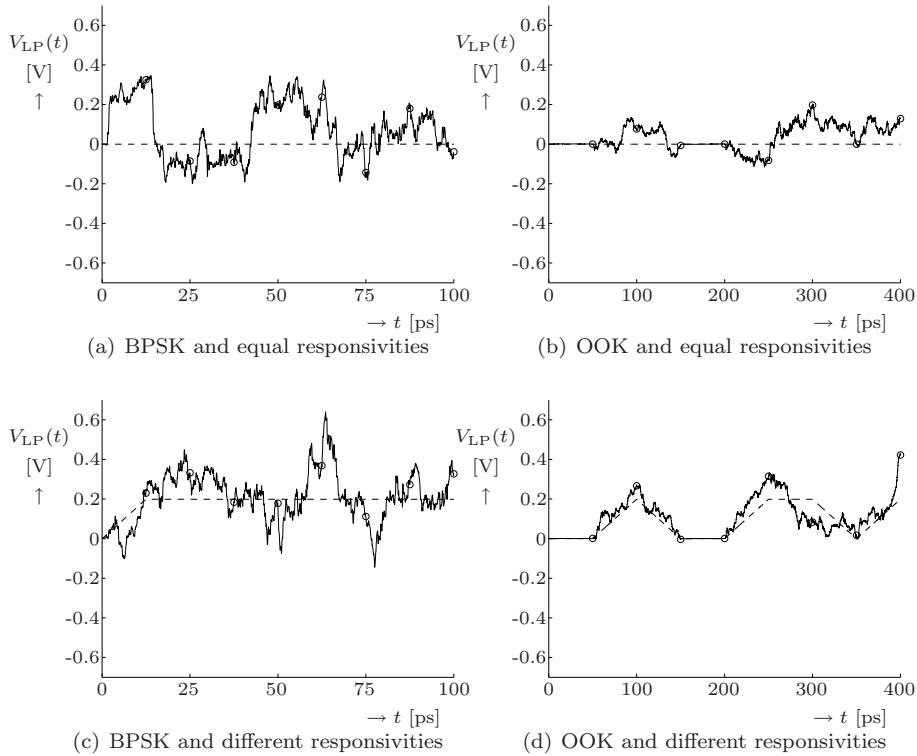 0.6
V_LP(t)
0.4
[V]
0.2
↑
0
-0.2
-0.4
-0.6
0 25 50 75 100
→ t [ps]
(a) BPSK and equal responsivities
0.6
V_LP(t)
0.4
[V]
0.2
↑
0
-0.2
-0.4
-0.6
0 100 200 300 400
→ t [ps]
(b) OOK and equal responsivities
0.6
V_LP(t)
0.4
[V]
0.2
↑
0
-0.2
-0.4
-0.6
0 25 50 75 100
→ t [ps]
(c) BPSK and different responsivities
0.6
V_LP(t)
0.4
[V]
0.2
↑
0
-0.2
-0.4
-0.6
0 100 200 300 400
→ t [ps]
(d) OOK and different responsivities